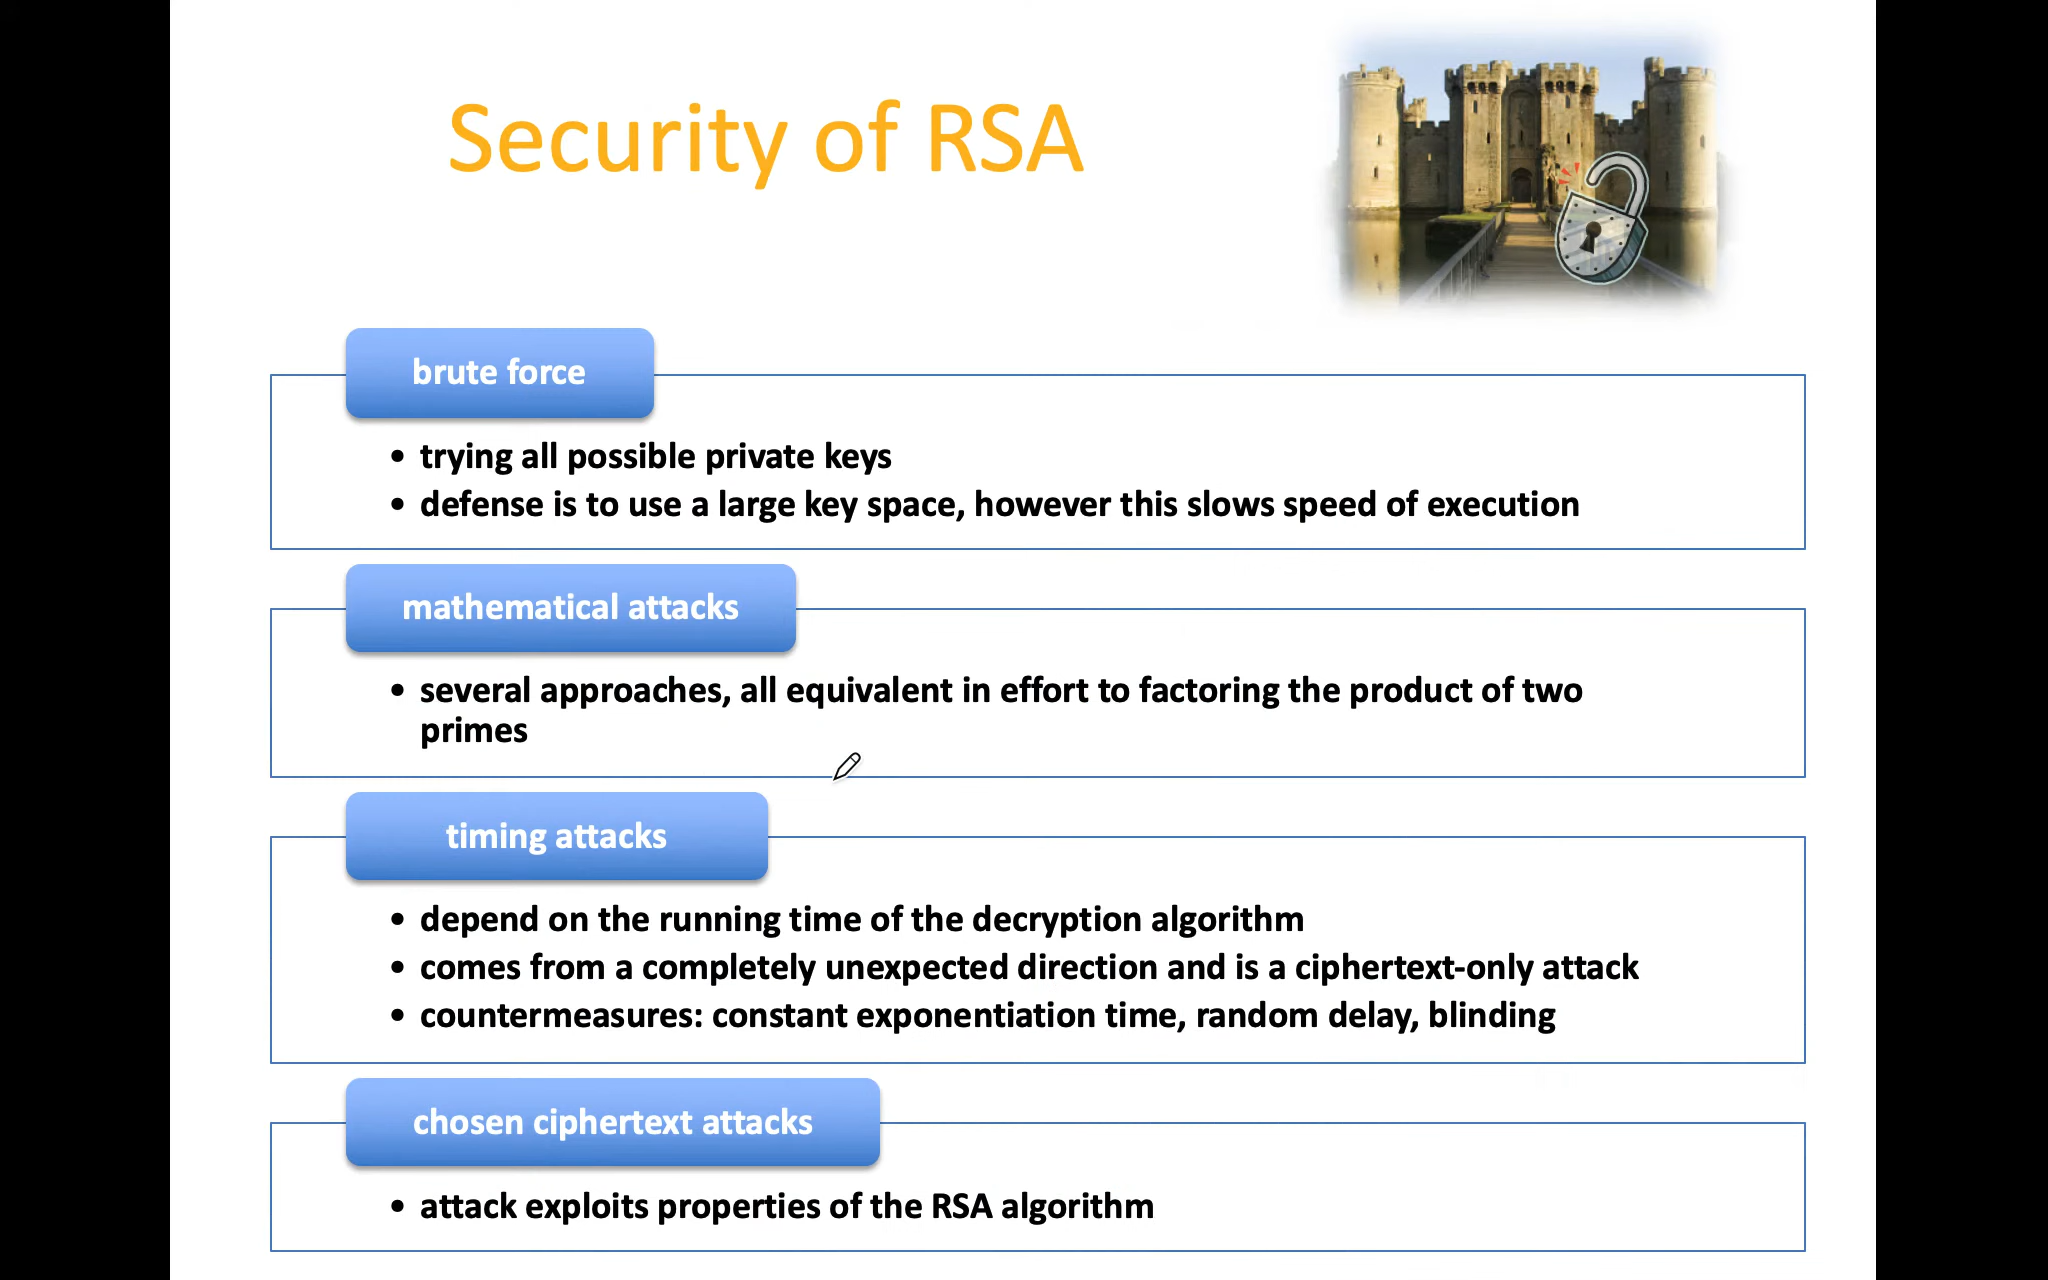 Security of RSA
brute force
• trying all possible private keys
• defense is to use a large key space, however this slows speed of execution
mathematical attacks
• several approaches, all equivalent in effort to factoring the product of two
primes
timing attacks
• depend on the running time of the decryption algorithm
• comes from a completely unexpected direction and is a ciphertext-only attack
• countermeasures: constant exponentiation time, random delay, blinding
chosen ciphertext attacks
• attack exploits properties of the RSA algorithm